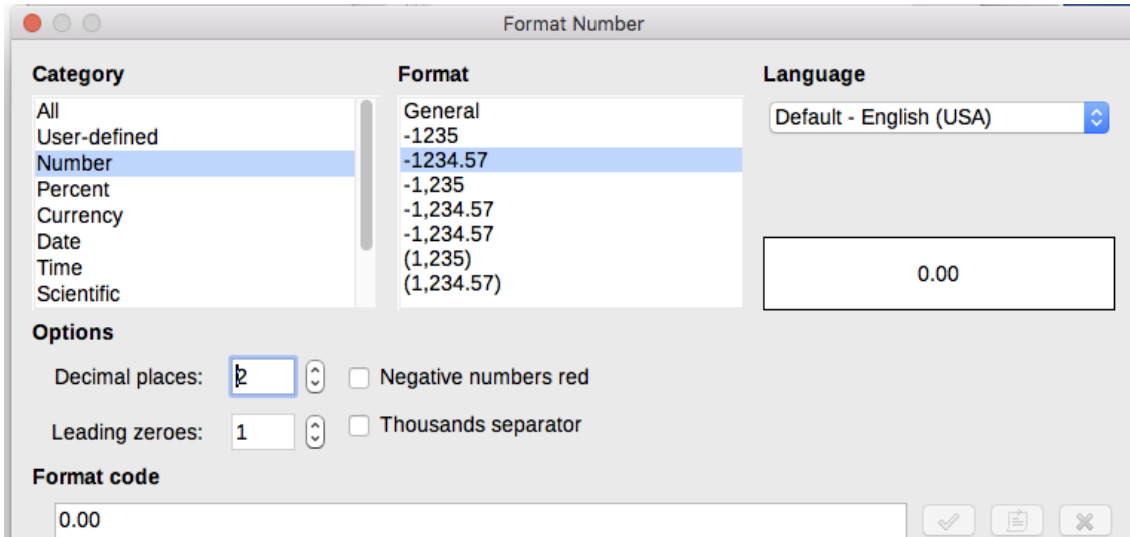 Format Number
Category
All
User-defined
Number
Percent
Currency
Date
Time
Scientific
Format
General
-1235
-1234.57
-1,235
-1,234.57
-1,234.57
(1,235)
(1,234.57)
Language
Default - English (USA)
0.00
Options
Decimal places: 2
Negative numbers red
Leading zeroes: 1
Thousands separator
Format code
0.00